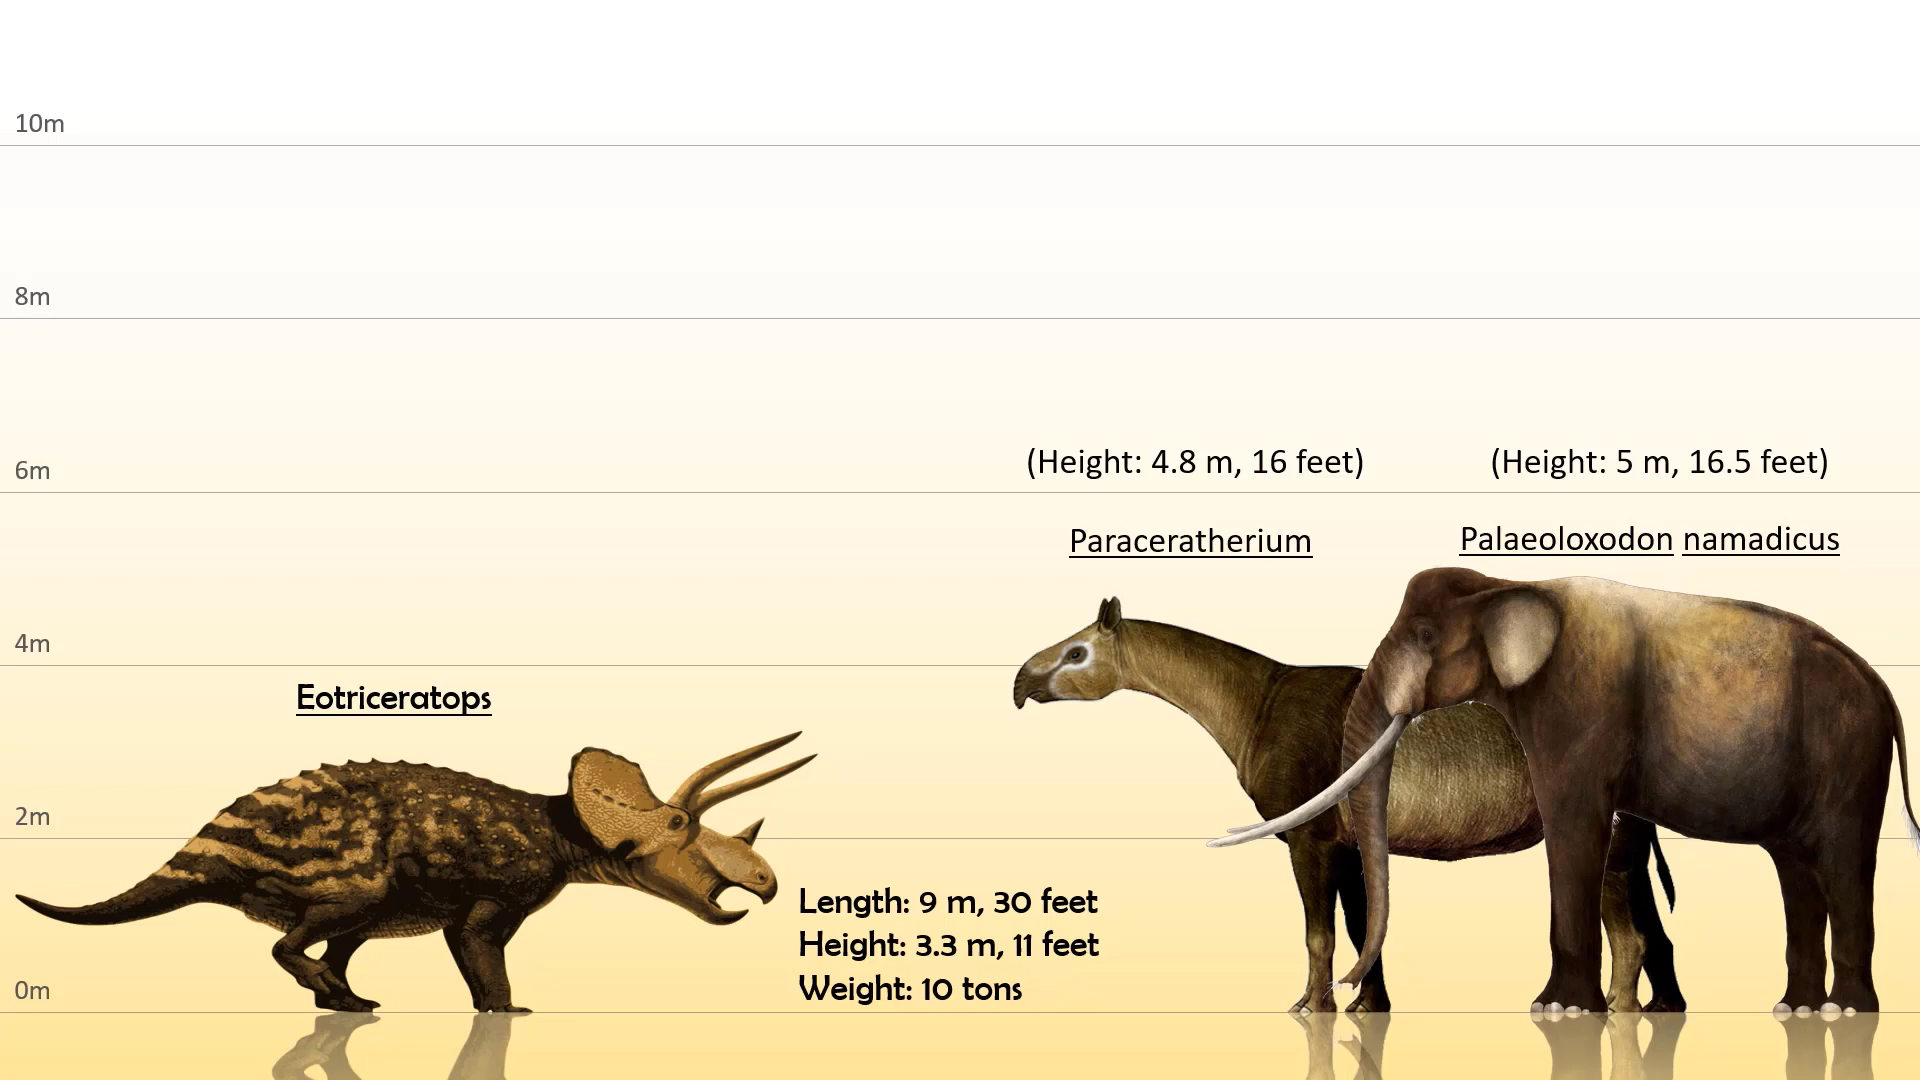 10m
8m
6m
(Height: 4.8 m, 16 feet)
(Height: 5 m, 16.5 feet)
Paraceratherium
Palaeoloxodon namadicus
4m
Eotriceratops
2m
Length: 9 m, 30 feet
Height: 3.3 m, 11 feet
Weight: 10 tons
0m